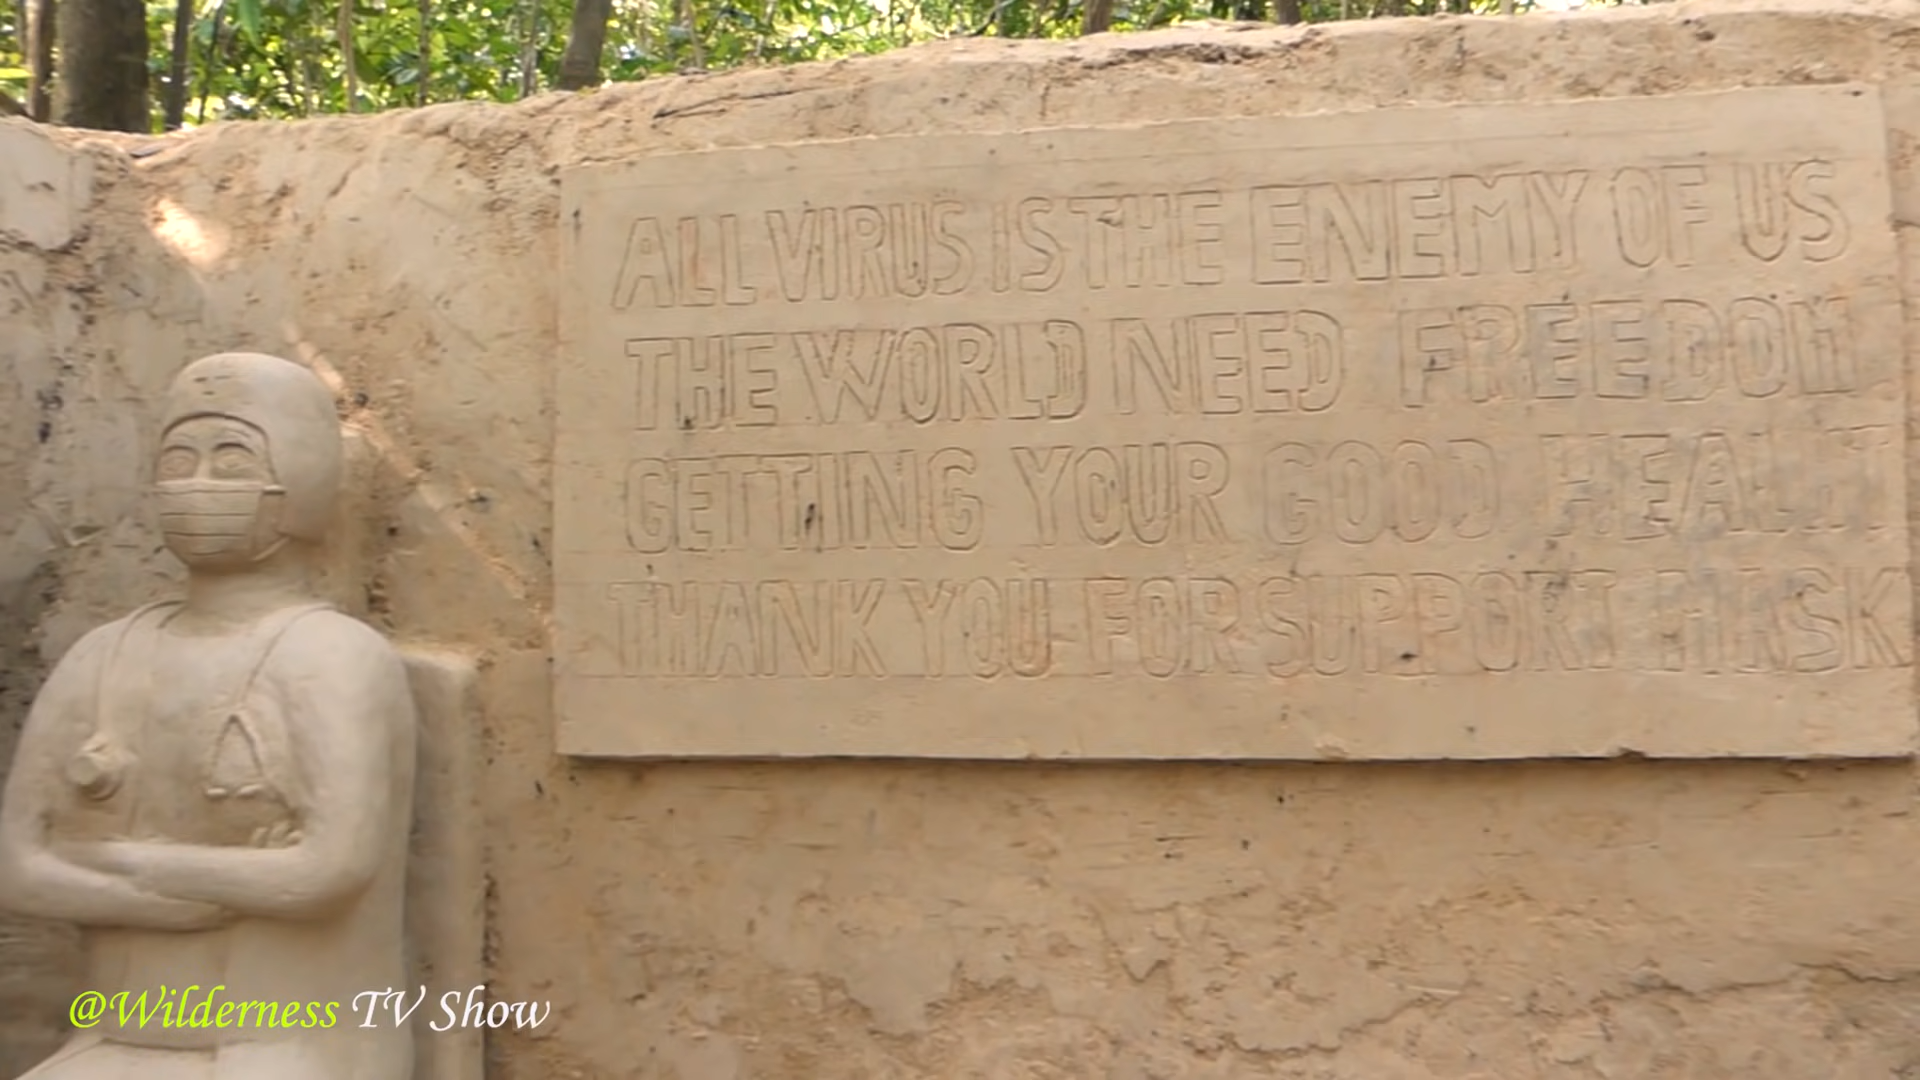 ALL VIRUS IS THE ENEMY OF US
THE WORLD NEED FREEDOM
GETTING YOUR GOOD HEALT
THANK YOU FOR SUPPORT MASK
@Wilderness TV Show